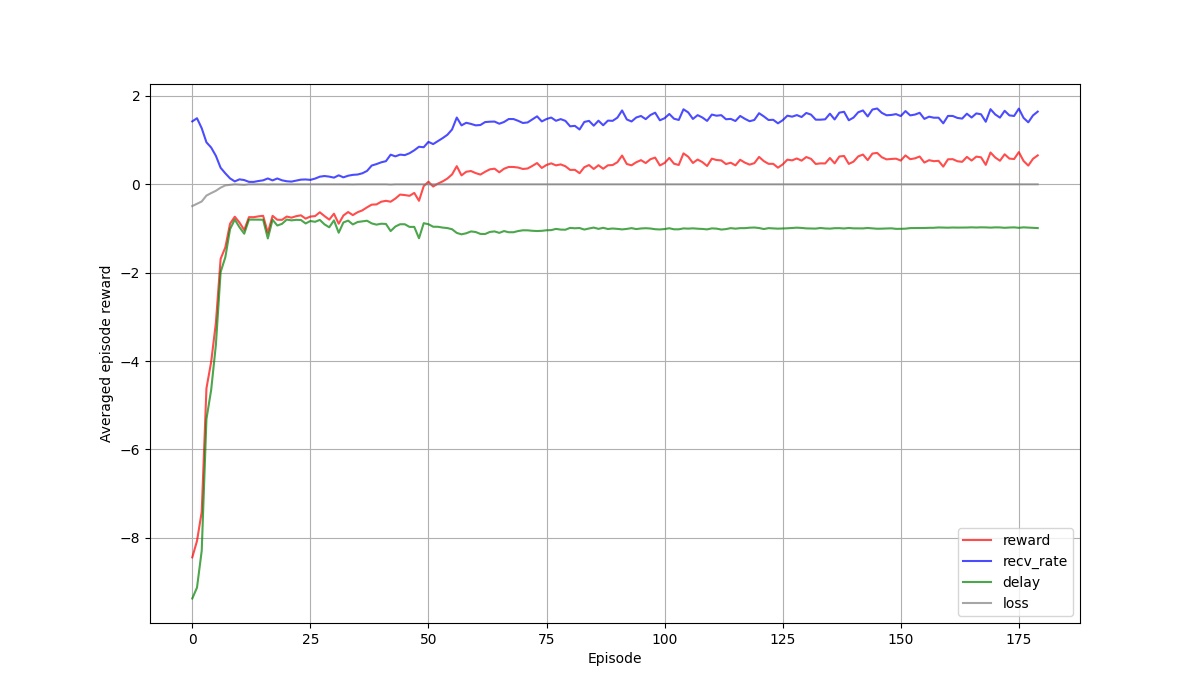 2
0
−2
−4
−6
−8
Averaged episode reward
0 25 50 75 100 125 150 175
Episode
reward
recv_rate
delay
loss